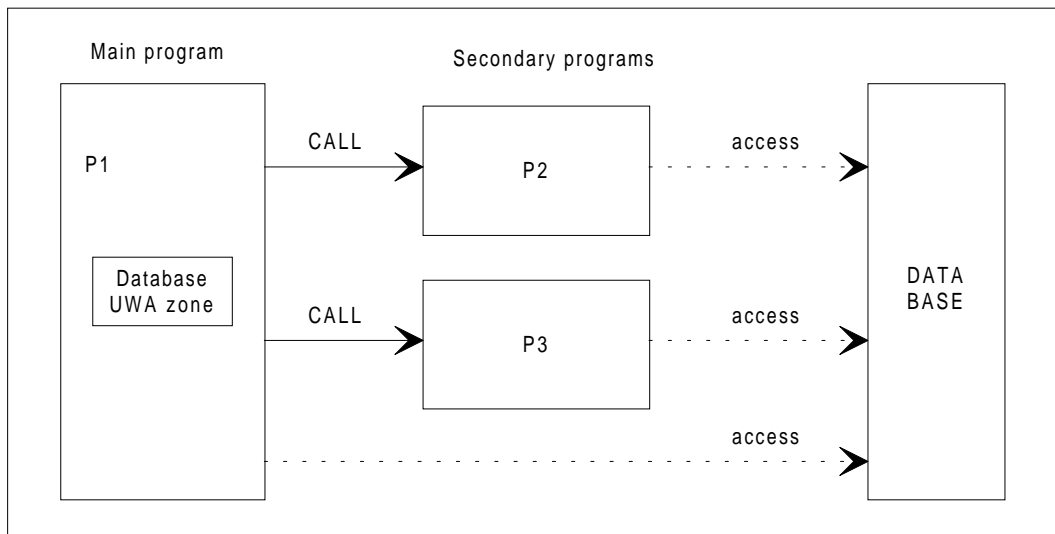 Main program
Secondary programs
P1
CALL
P2
access
Database
UWA zone
CALL
P3
access
DATA
BASE
access